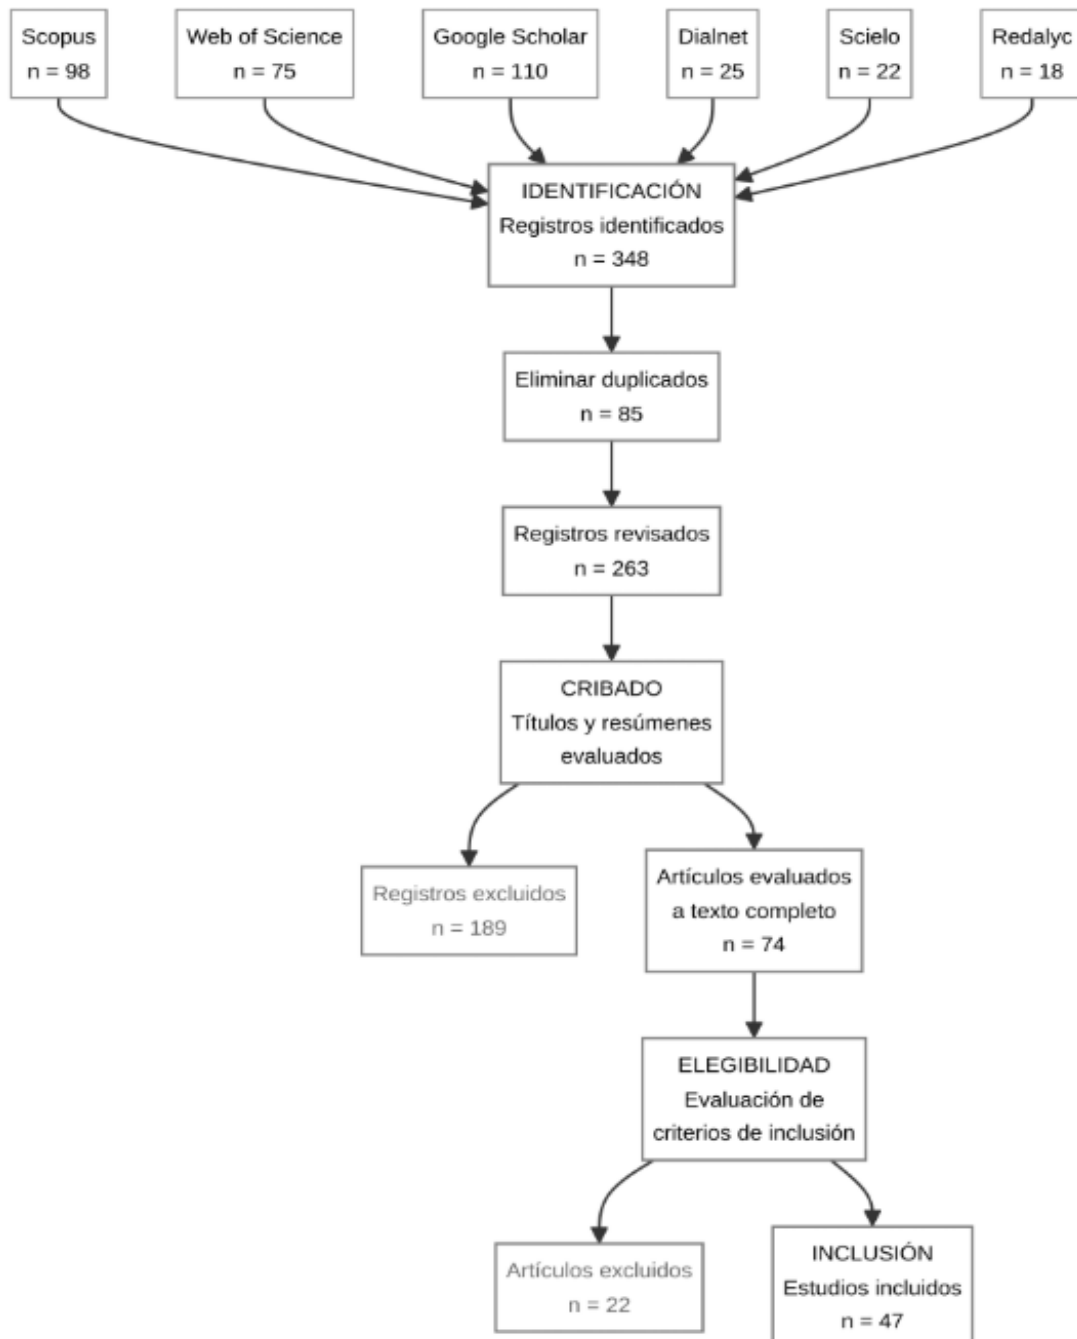 Scopus
n = 98
Web of Science
n = 75
Google Scholar
n = 110
Dialnet
n = 25
Scielo
n = 22
Redalyc
n = 18
IDENTIFICACIÓN
Registros identificados
n = 348
Eliminar duplicados
n = 85
Registros revisados
n = 263
CRIBADO
Títulos y resúmenes
evaluados
Registros excluidos
n = 189
Artículos evaluados
a texto completo
n = 74
ELEGIBILIDAD
Evaluación de
criterios de inclusión
Artículos excluidos
n = 22
INCLUSIÓN
Estudios incluidos
n = 47